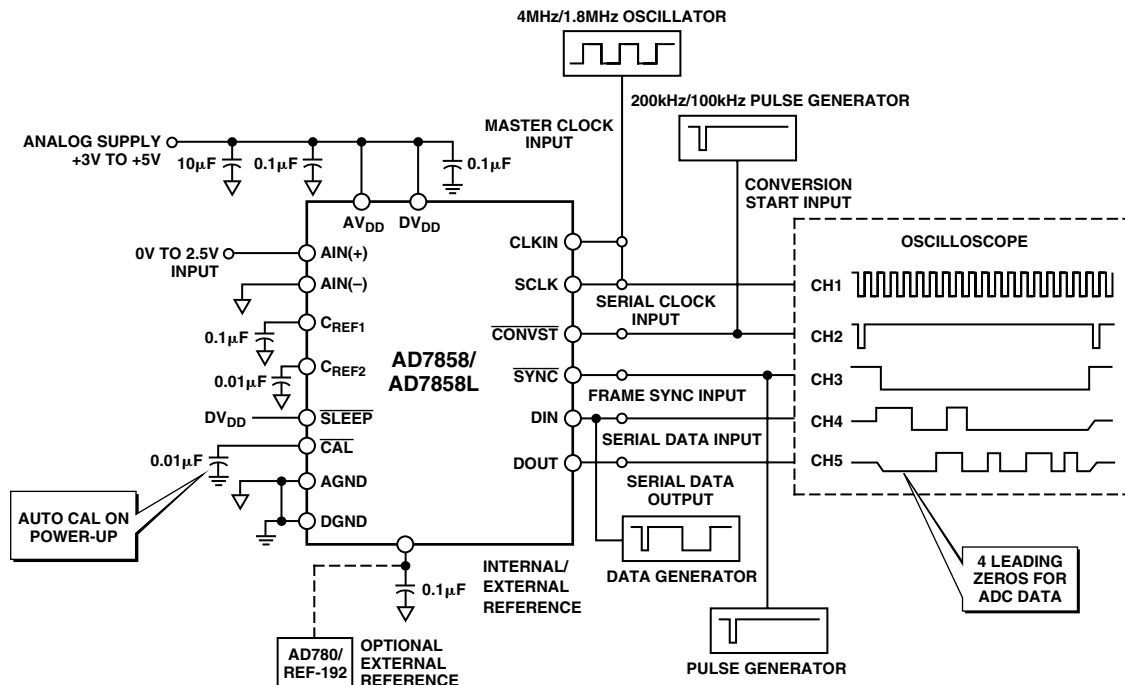 4MHz/1.8MHz OSCILLATOR
200kHz/100kHz PULSE GENERATOR
MASTER CLOCK
INPUT
ANALOG SUPPLY
+3V TO +5V
10μF
0.1μF
0.1μF
CONVERSION
START INPUT
AVDD
DVDD
OSCILLOSCOPE
0V TO 2.5V
INPUT
AIN(+)
AIN(–)
CREF1
0.1μF
CREF2
0.01μF
DVDD
SLEEP
CAL
0.01μF
AGND
DGND
AUTO CAL ON
POWER-UP
AD7858/
AD7858L
CLKIN
SCLK
SERIAL CLOCK
INPUT
CONVST
SYNC
FRAME SYNC INPUT
DIN
SERIAL DATA INPUT
DOUT
SERIAL DATA
OUTPUT
CH1
CH2
CH3
CH4
CH5
4 LEADING
ZEROS FOR
ADC DATA
DATA GENERATOR
PULSE GENERATOR
INTERNAL/
EXTERNAL
REFERENCE
0.1μF
AD780/
REF-192
OPTIONAL
EXTERNAL
REFERENCE